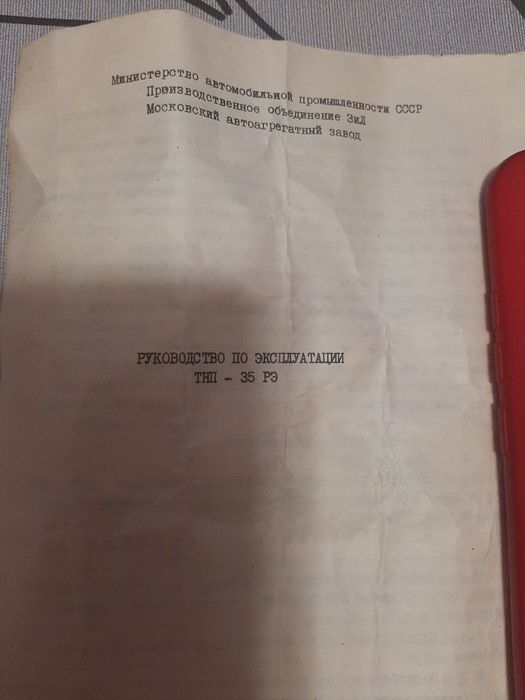 Министерство автомобильной промышленности СССР
Производственное объединение ЗиЛ
Московский автоагрегатный завод
РУКОВОДСТВО ПО ЭКСПЛУАТАЦИИ
ТНП - 35 РЭ